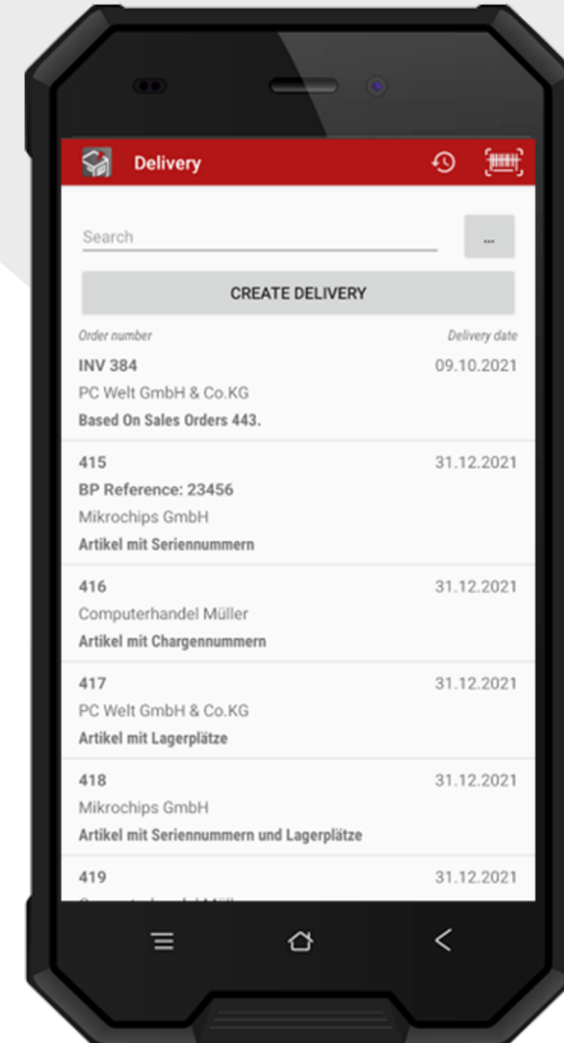 Delivery
Search
...
CREATE DELIVERY
Order number Delivery date
INV 384 09.10.2021
PC Welt GmbH & Co.KG
Based On Sales Orders 443.
415 31.12.2021
BP Reference: 23456
Mikrochips GmbH
Artikel mit Seriennummern
416 31.12.2021
Computerhandel Müller
Artikel mit Chargennummern
417 31.12.2021
PC Welt GmbH & Co.KG
Artikel mit Lagerplätze
418 31.12.2021
Mikrochips GmbH
Artikel mit Seriennummern und Lagerplätze
419 31.12.2021